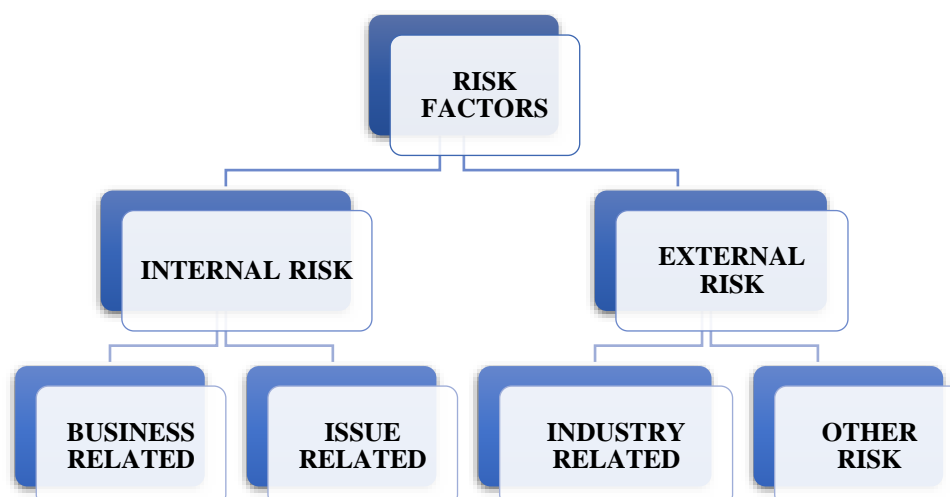 RISK
FACTORS
INTERNAL RISK
EXTERNAL
RISK
BUSINESS
RELATED
ISSUE
RELATED
INDUSTRY
RELATED
OTHER
RISK